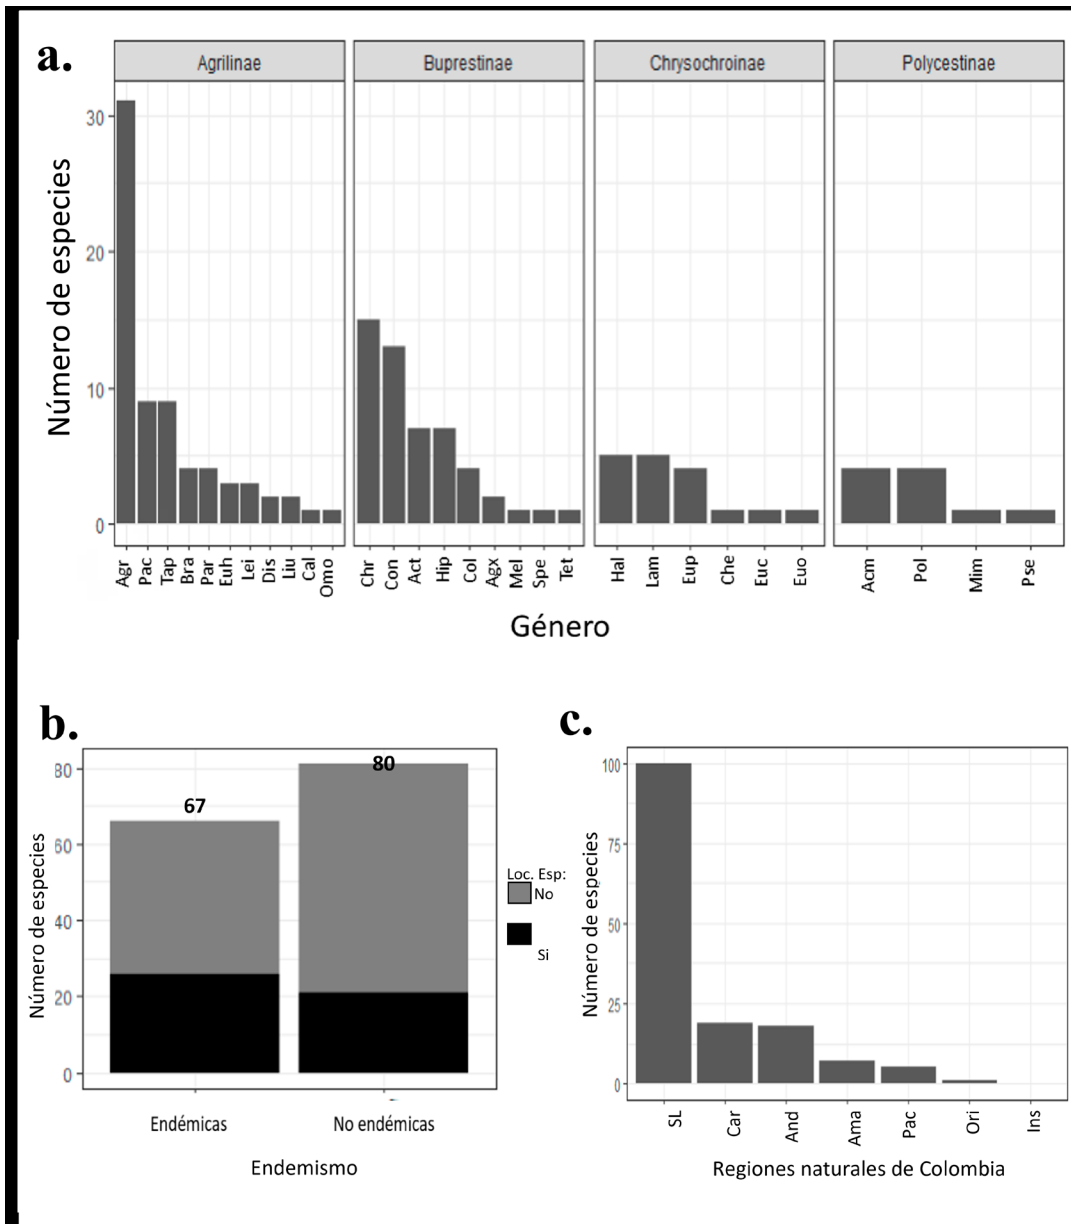 a.
Agrilinae Buprestinae Chrysochroinae Polycestinae
Número de especies
30
20
10
0
Agr Pac Tap Bra Par Euh Lei Dis Liu Cal Omo Chr Con Act Hip Col Agx Mel Spe Tet Hal Lam Eup Che Euc Euo Acm Pol Mim Pse
Género
b.
Número de especies
80
60
40
20
0
67
80
Endémicas No endémicas
Endemismo
Loc. Esp:
No
Si
c.
Número de especies
100
75
50
25
0
SL Car And Ama Pac Ori Ins
Regiones naturales de Colombia